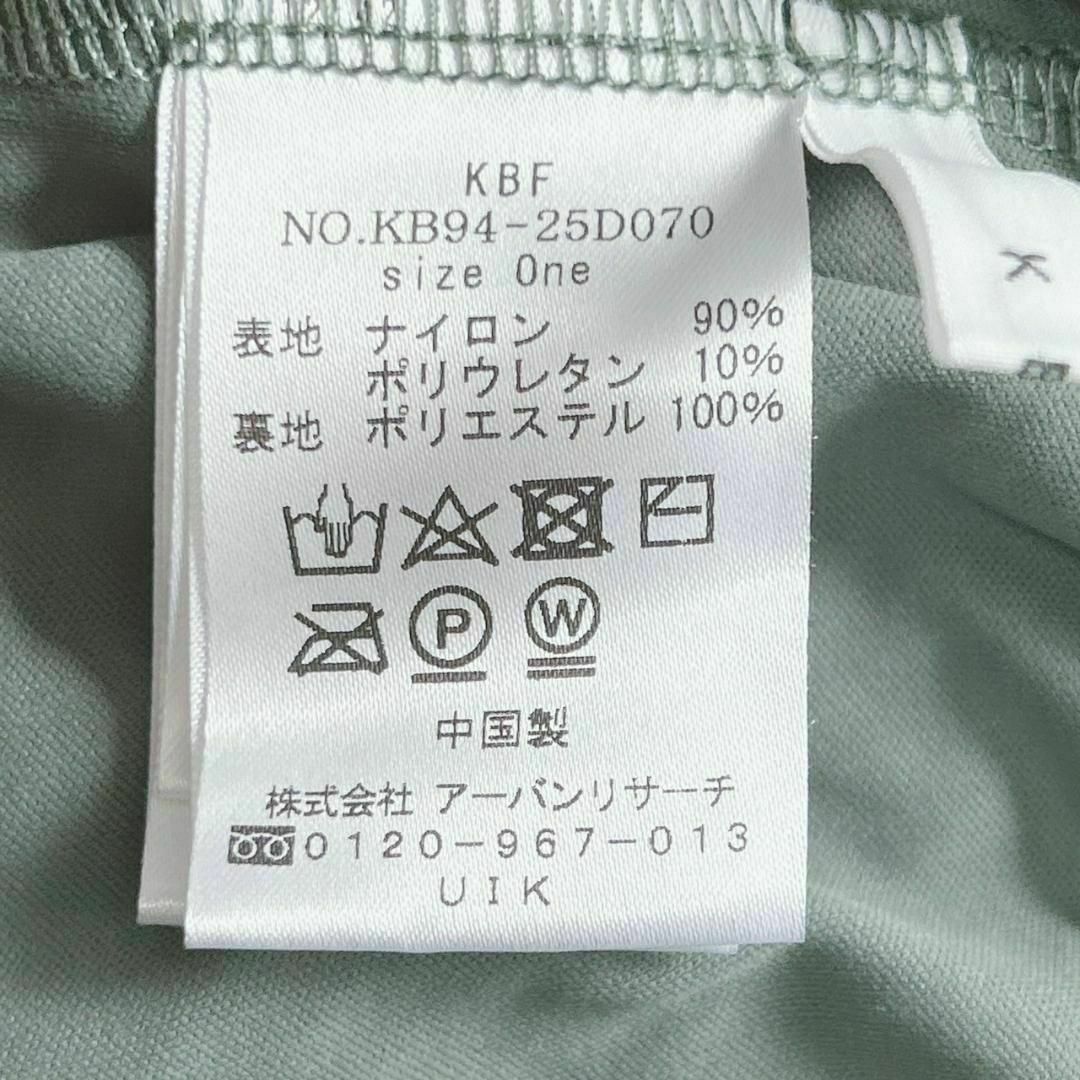 KBF
NO.KB94-25D070
size One
表地 ナイロン 90%
ポリウレタン 10%
裏地 ポリエステル 100%
P W
中国製
株式会社 アーバンリサーチ
0120-967-013
UIK
K